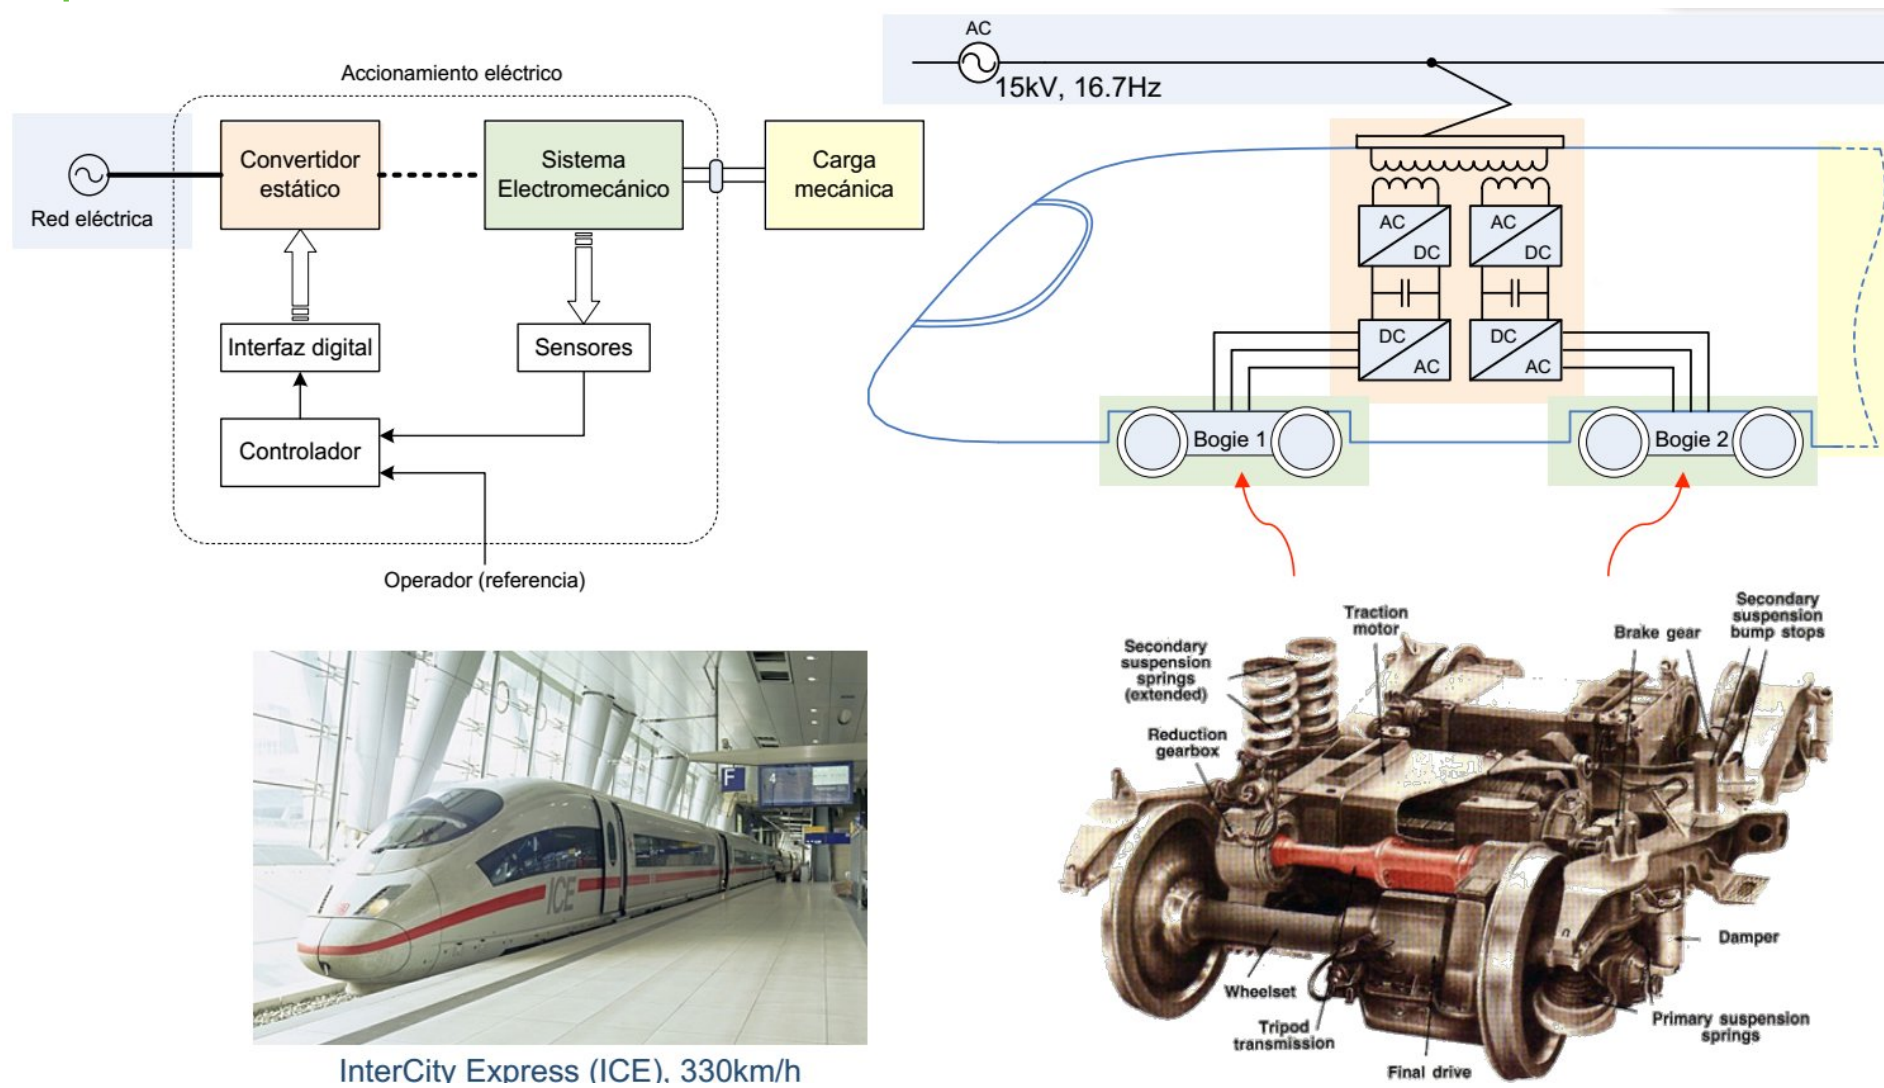 Accionamiento eléctrico
Red eléctrica
Convertidor
estático
Sistema
Electromecánico
Carga
mecánica
Interfaz digital
Sensores
Controlador
Operador (referencia)
AC
15kV, 16.7Hz
AC
DC
AC
DC
DC
AC
DC
AC
Bogie 1
Bogie 2
F
4
ICE
InterCity Express (ICE), 330km/h
Traction
motor
Secondary
suspension
springs
(extended)
Reduction
gearbox
Brake gear
Secondary
suspension
bump stops
Damper
Wheelset
Tripod
transmission
Primary suspension
springs
Final drive